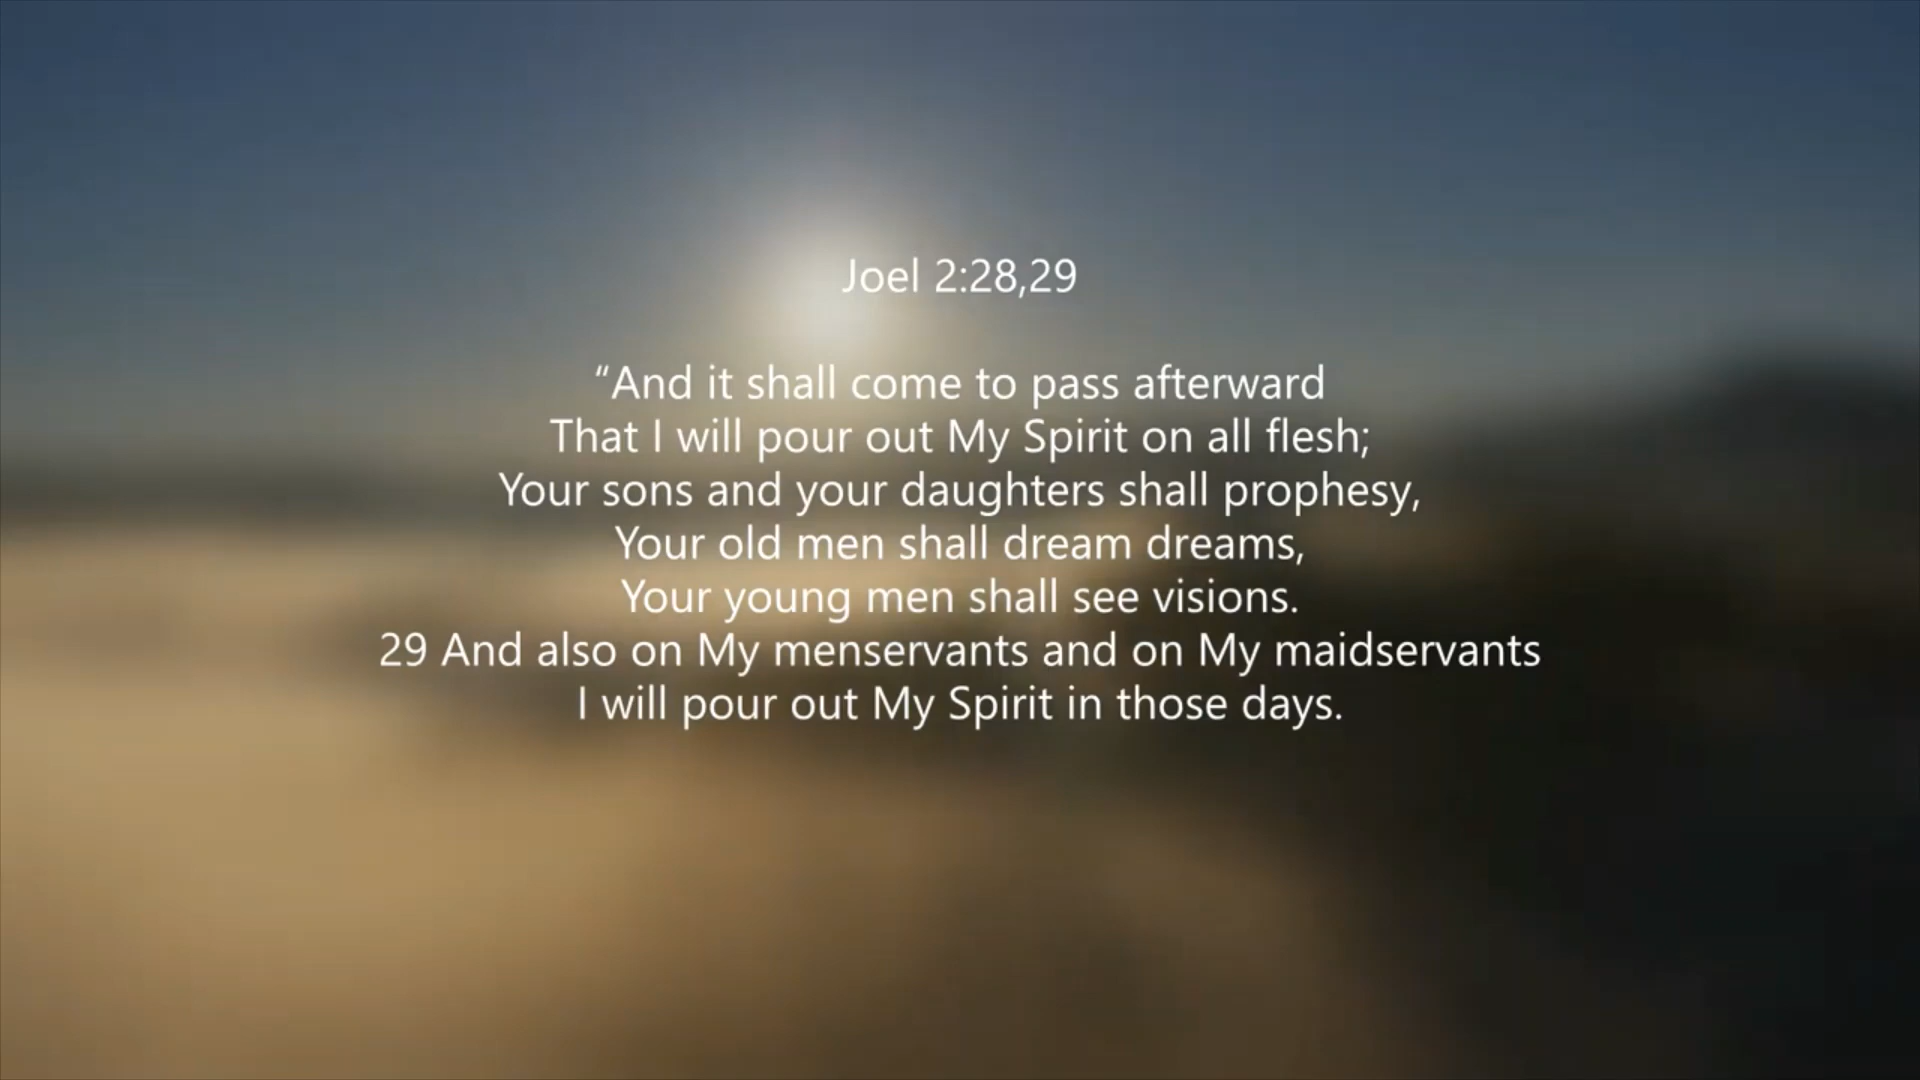 Joel 2:28,29
“And it shall come to pass afterward
That I will pour out My Spirit on all flesh;
Your sons and your daughters shall prophesy,
Your old men shall dream dreams,
Your young men shall see visions.
29 And also on My menservants and on My maidservants
I will pour out My Spirit in those days.